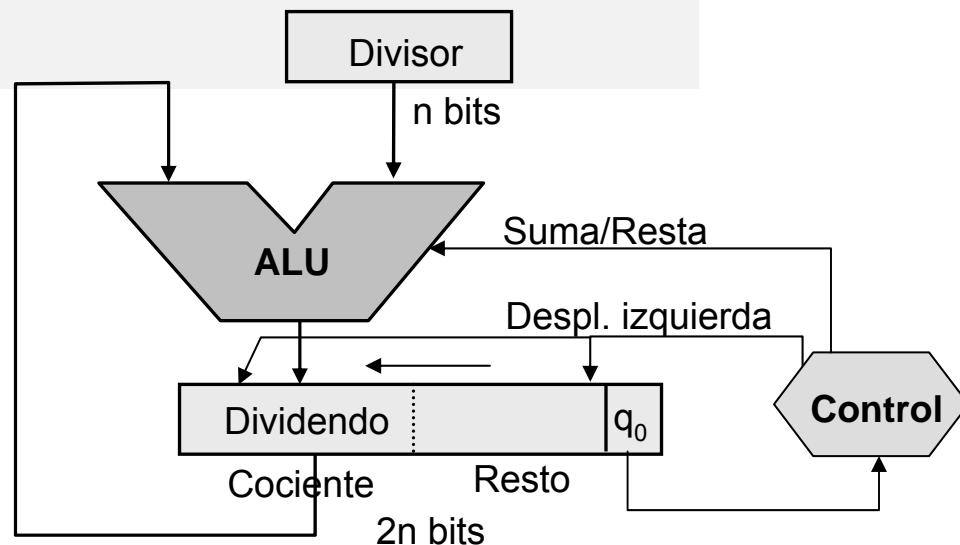 Divisor
n bits
Suma/Resta
ALU
Despl. izquierda
Dividendo
q₀
Control
Cociente
Resto
2n bits